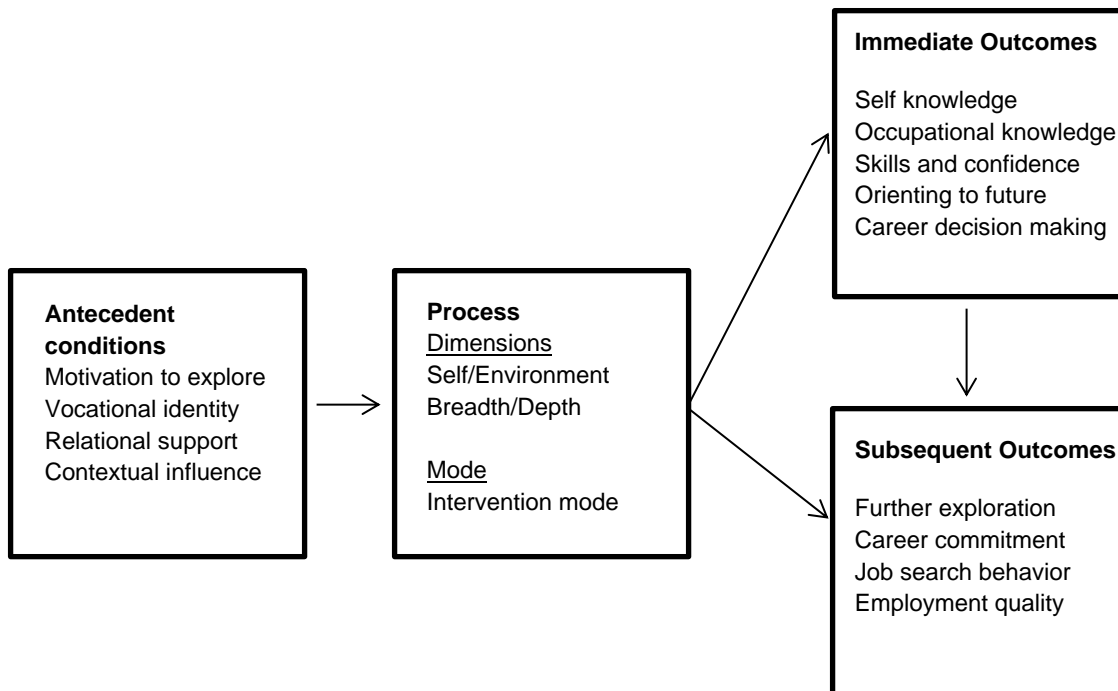 Antecedent
conditions
Motivation to explore
Vocational identity
Relational support
Contextual influence
Process
Dimensions
Self/Environment
Breadth/Depth
Mode
Intervention mode
Immediate Outcomes
Self knowledge
Occupational knowledge
Skills and confidence
Orienting to future
Career decision making
Subsequent Outcomes
Further exploration
Career commitment
Job search behavior
Employment quality